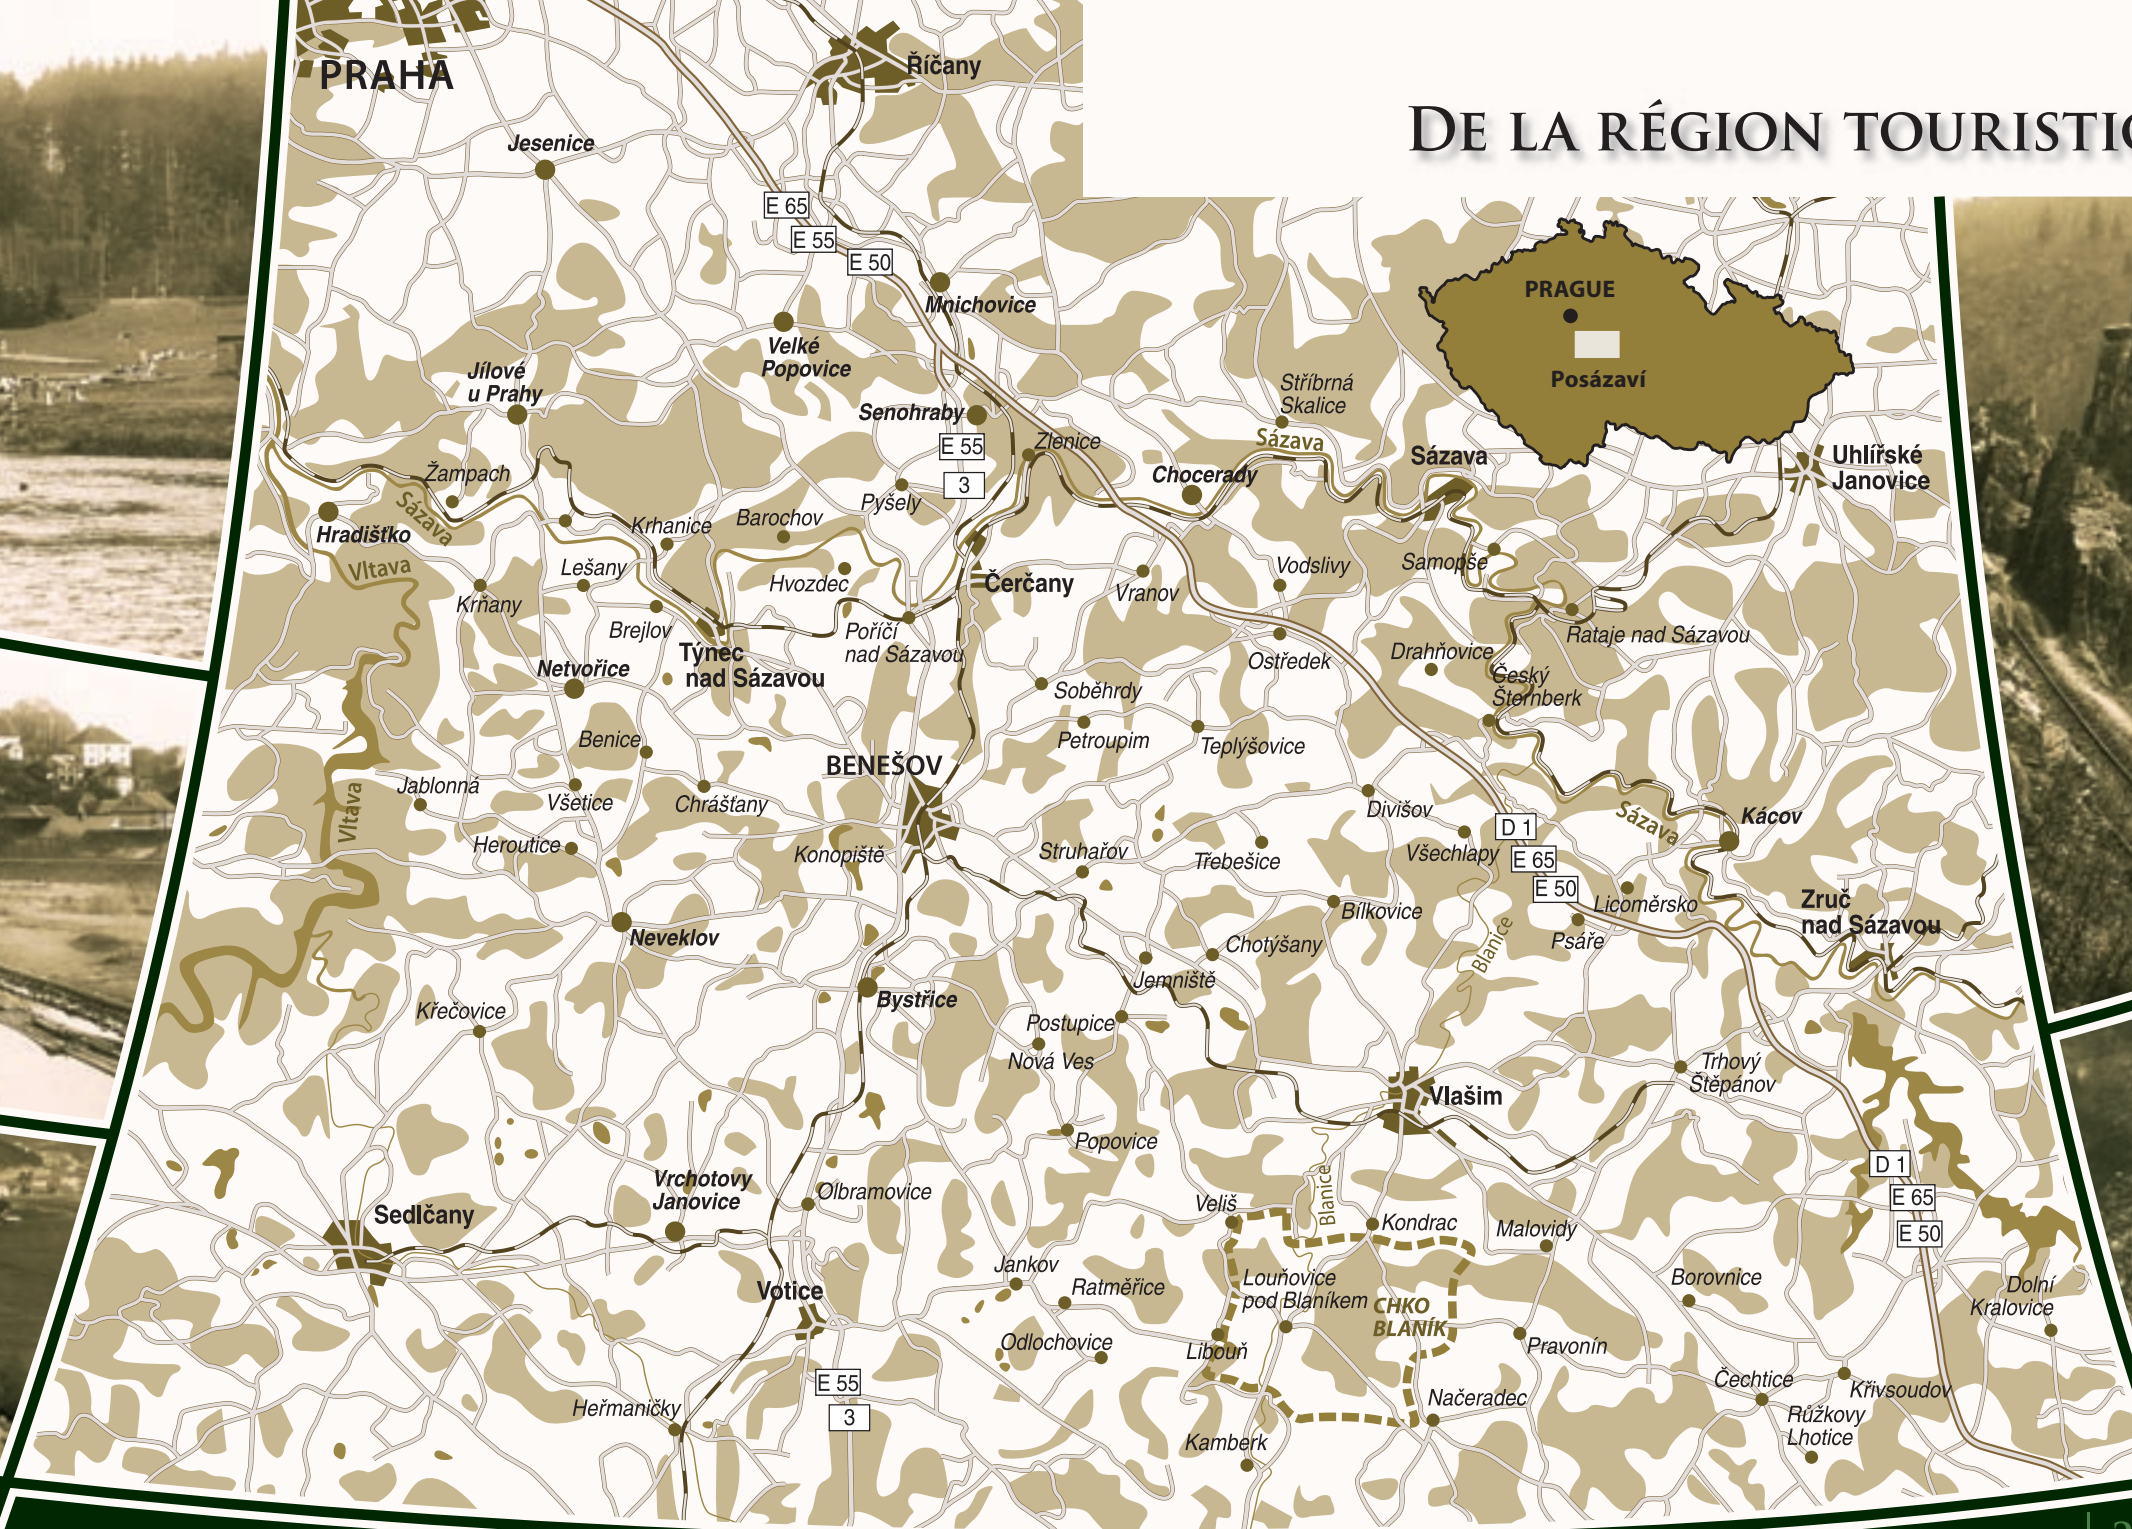 PRAHA
Říčany
DE LA RÉGION TOURISTIC
Jesenice
E 65
E 55
E 50
PRAGUE
Posázaví
Mnichovice
Velké
Popovice
Jílové
u Prahy
Senohraby
E 55
3
Zlenice
Stříbrná
Skalice
Sázava
Sázava
Chocerady
Uhlířské
Janovice
Žampach
Sázava
Pyšely
Hradišťko
Vltava
Krhanice
Barochov
Lešany
Hvozdec
Čerčany
Vranov
Vodslivy
Samopše
Krňany
Brejlov
Poříčí
nad Sázavou
Rataje nad Sázavou
Týnec
nad Sázavou
Netvořice
Ostředek
Drahňovice
Český
Šternberk
Soběhrdy
Petroupim
Teplýšovice
Benice
BENEŠOV
Jablonná
Vltava
Všetice
Chrášťany
Divišov
D 1
Sázava
Kácov
Heroutice
Konopiště
Struhařov
Třebešice
Všechlapy
E 65
E 50
Licoměrsko
Zruč
nad Sázavou
Neveklov
Bílkovice
Psáře
Chotýšany
Blanice
Jemniště
Bystřice
Křečovice
Postupice
Nová Ves
Trhový
Štěpánov
Vlašim
Popovice
D 1
E 65
E 50
Vrchotovy
Janovice
Olbramovice
Veliš
Blanice
Kondrac
Malovidy
Sedlčany
Jankov
Ratměřice
Louňovice
pod Blaníkem
CHKO
BLANÍK
Borovnice
Dolní
Kralovice
Votice
Odlochovice
Libouň
Pravonín
E 55
3
Čechtice
Křivsoudov
Heřmaničky
Načeradec
Růžkovy
Lhotice
Kamberk